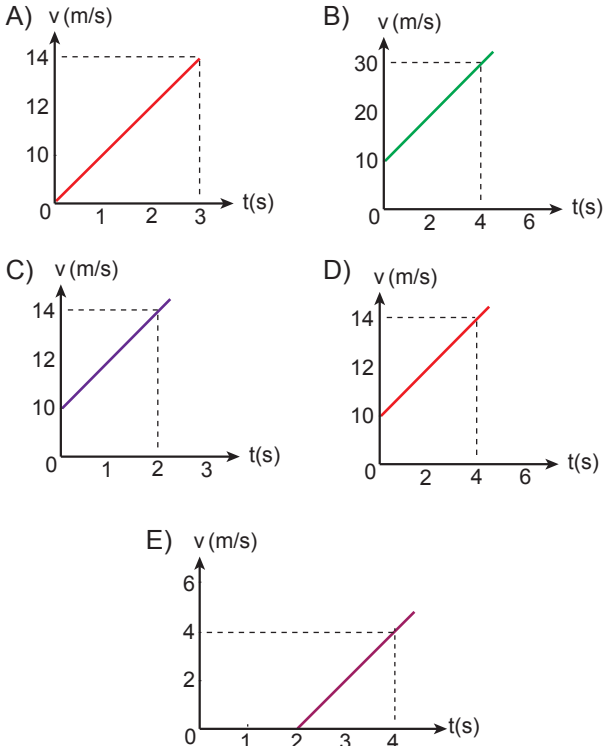 A) v (m/s)
14
12
10
0 1 2 3 t(s)
B) v (m/s)
30
20
10
0 2 4 6 t(s)
C) v (m/s)
14
12
10
0 1 2 3 t(s)
D) v (m/s)
14
12
10
0 2 4 6 t(s)
E) v (m/s)
6
4
2
0 1 2 3 4 t(s)